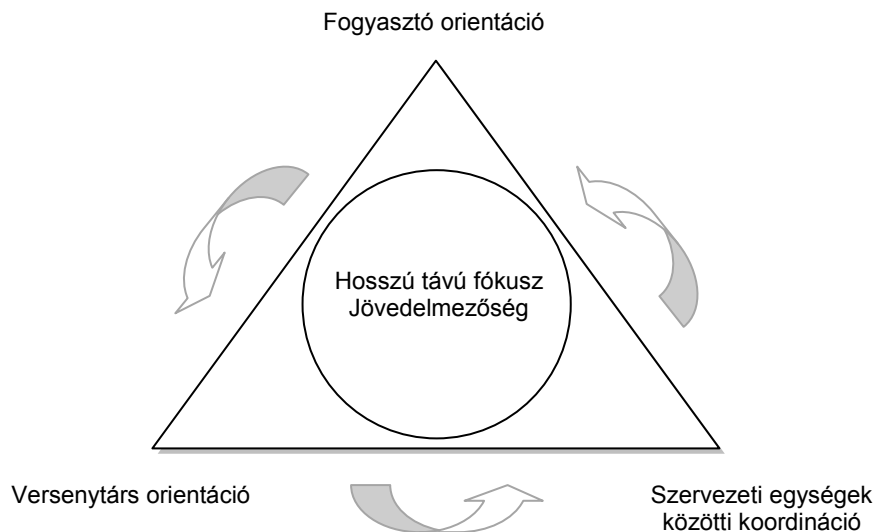 Fogyasztó orientáció
Hosszú távú fókusz
Jövedelmezőség
Versenytárs orientáció
Szervezeti egységek
közötti koordináció